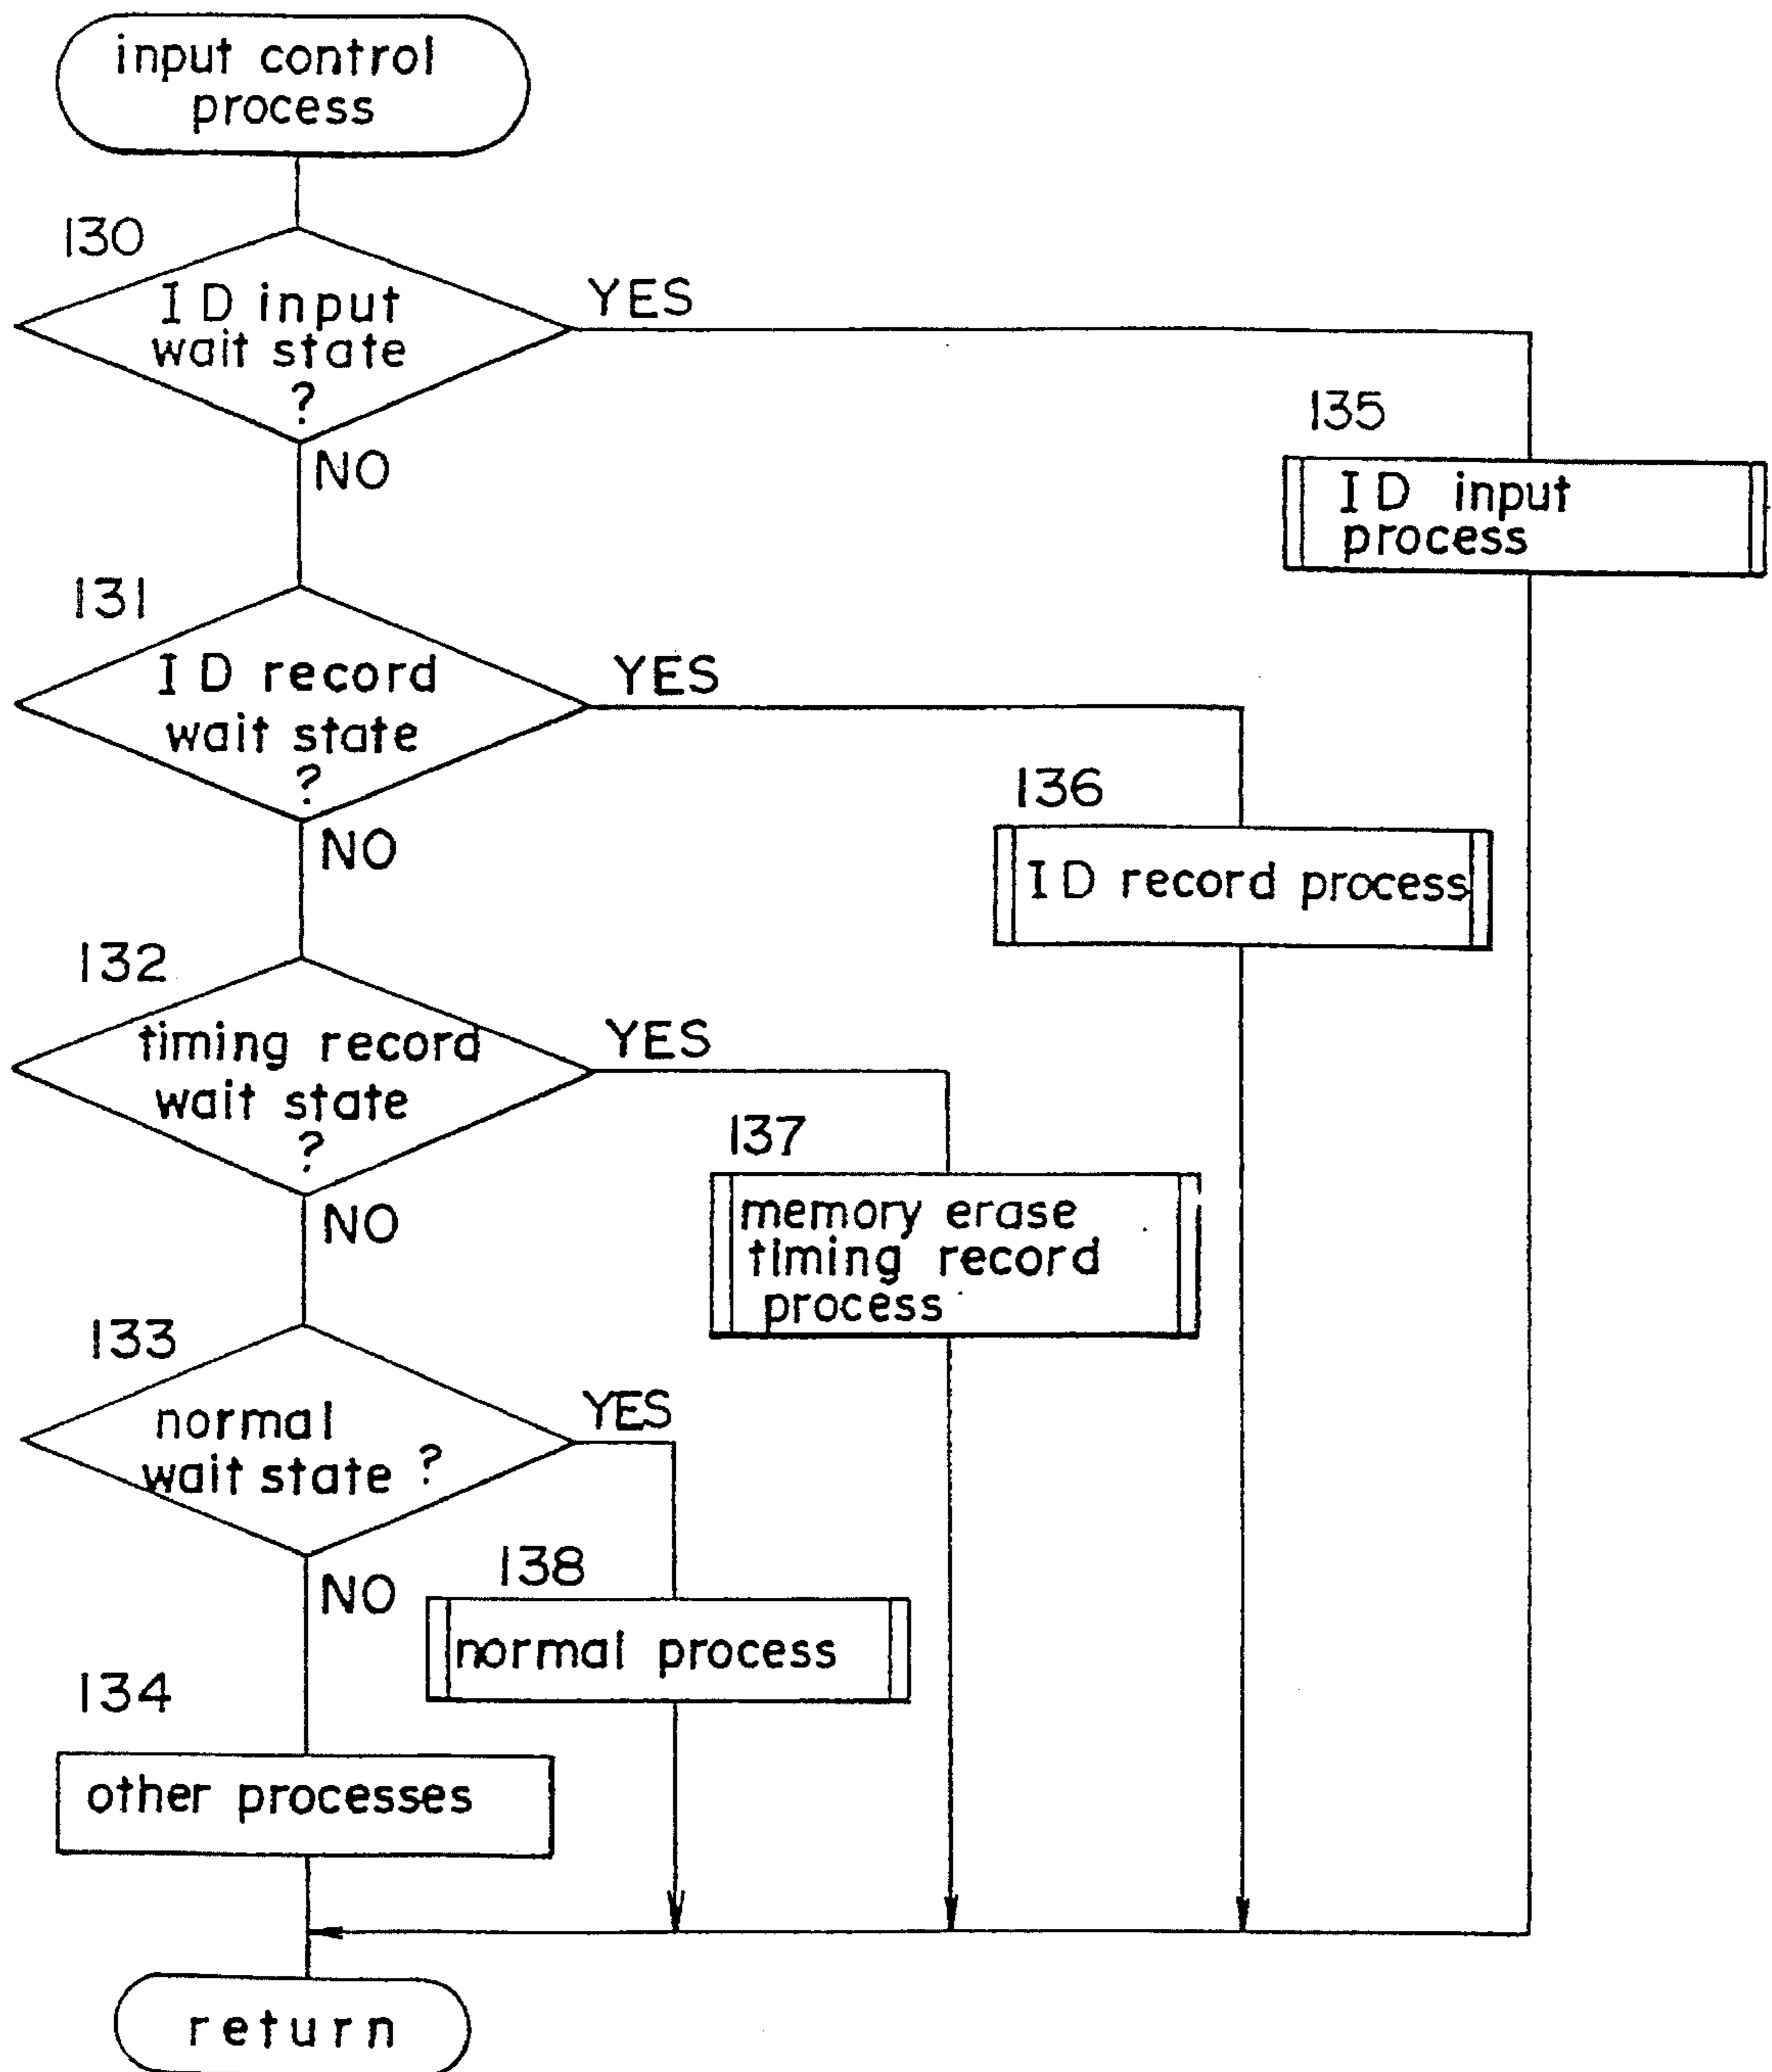 input control
process
130
ID input
wait state
?
YES
NO
135
ID input
process
131
ID record
wait state
?
YES
NO
136
ID record process
132
timing record
wait state
?
YES
NO
137
memory erase
timing record
process
133
normal
wait state ?
YES
NO
138
normal process
134
other processes
return